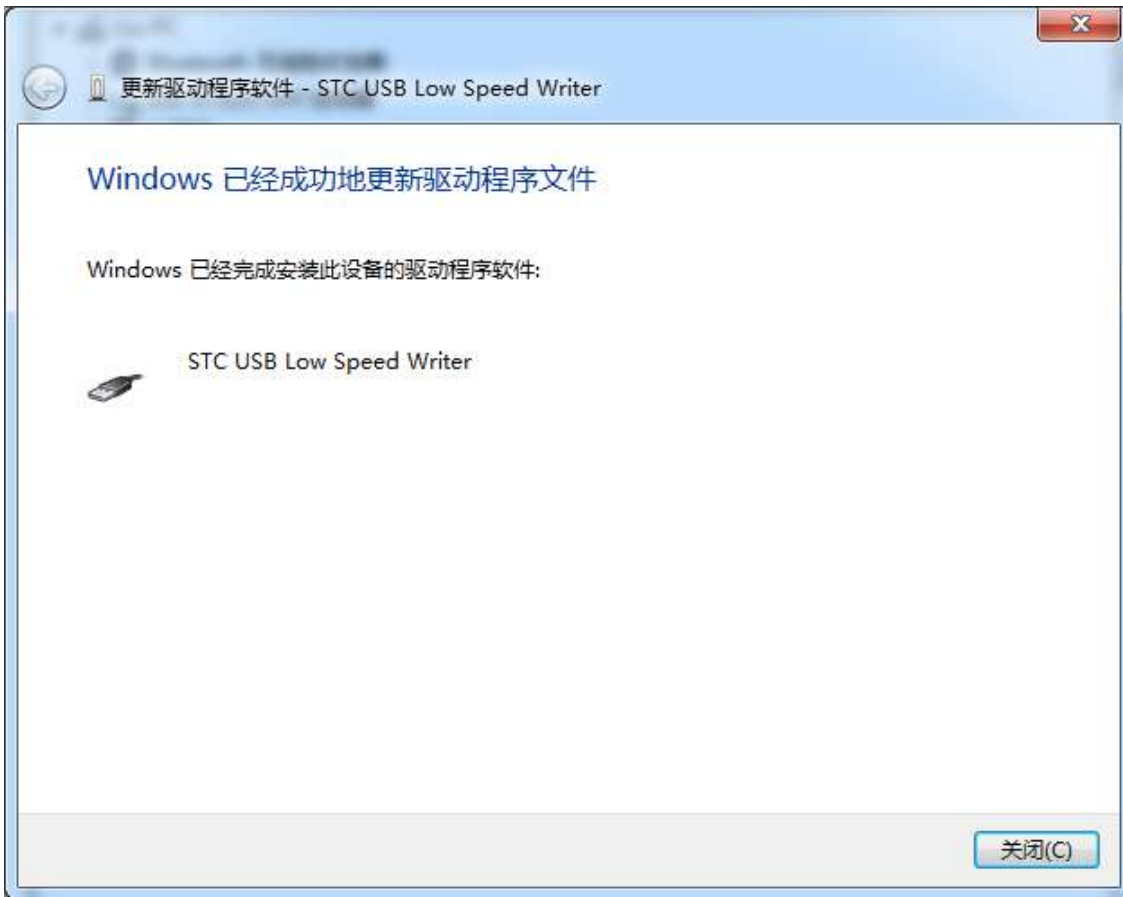 更新驱动程序软件 - STC USB Low Speed Writer
Windows 已经成功地更新驱动程序文件
Windows 已经完成安装此设备的驱动程序软件:
STC USB Low Speed Writer
关闭(C)